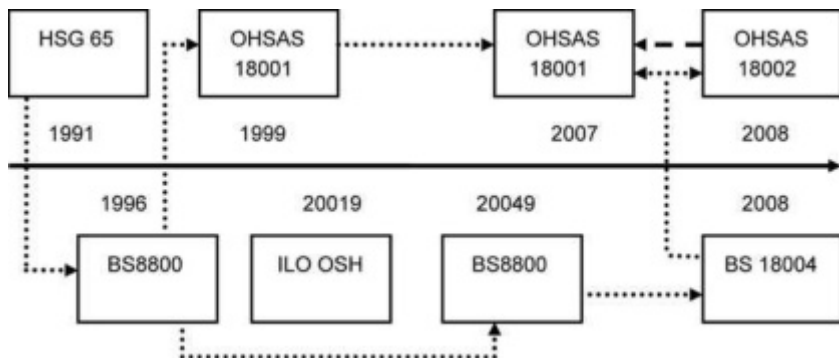 HSG 65
OHSAS
18001
OHSAS
18001
OHSAS
18002
1991
1999
2007
2008
1996
20019
20049
2008
BS8800
ILO OSH
BS8800
BS 18004